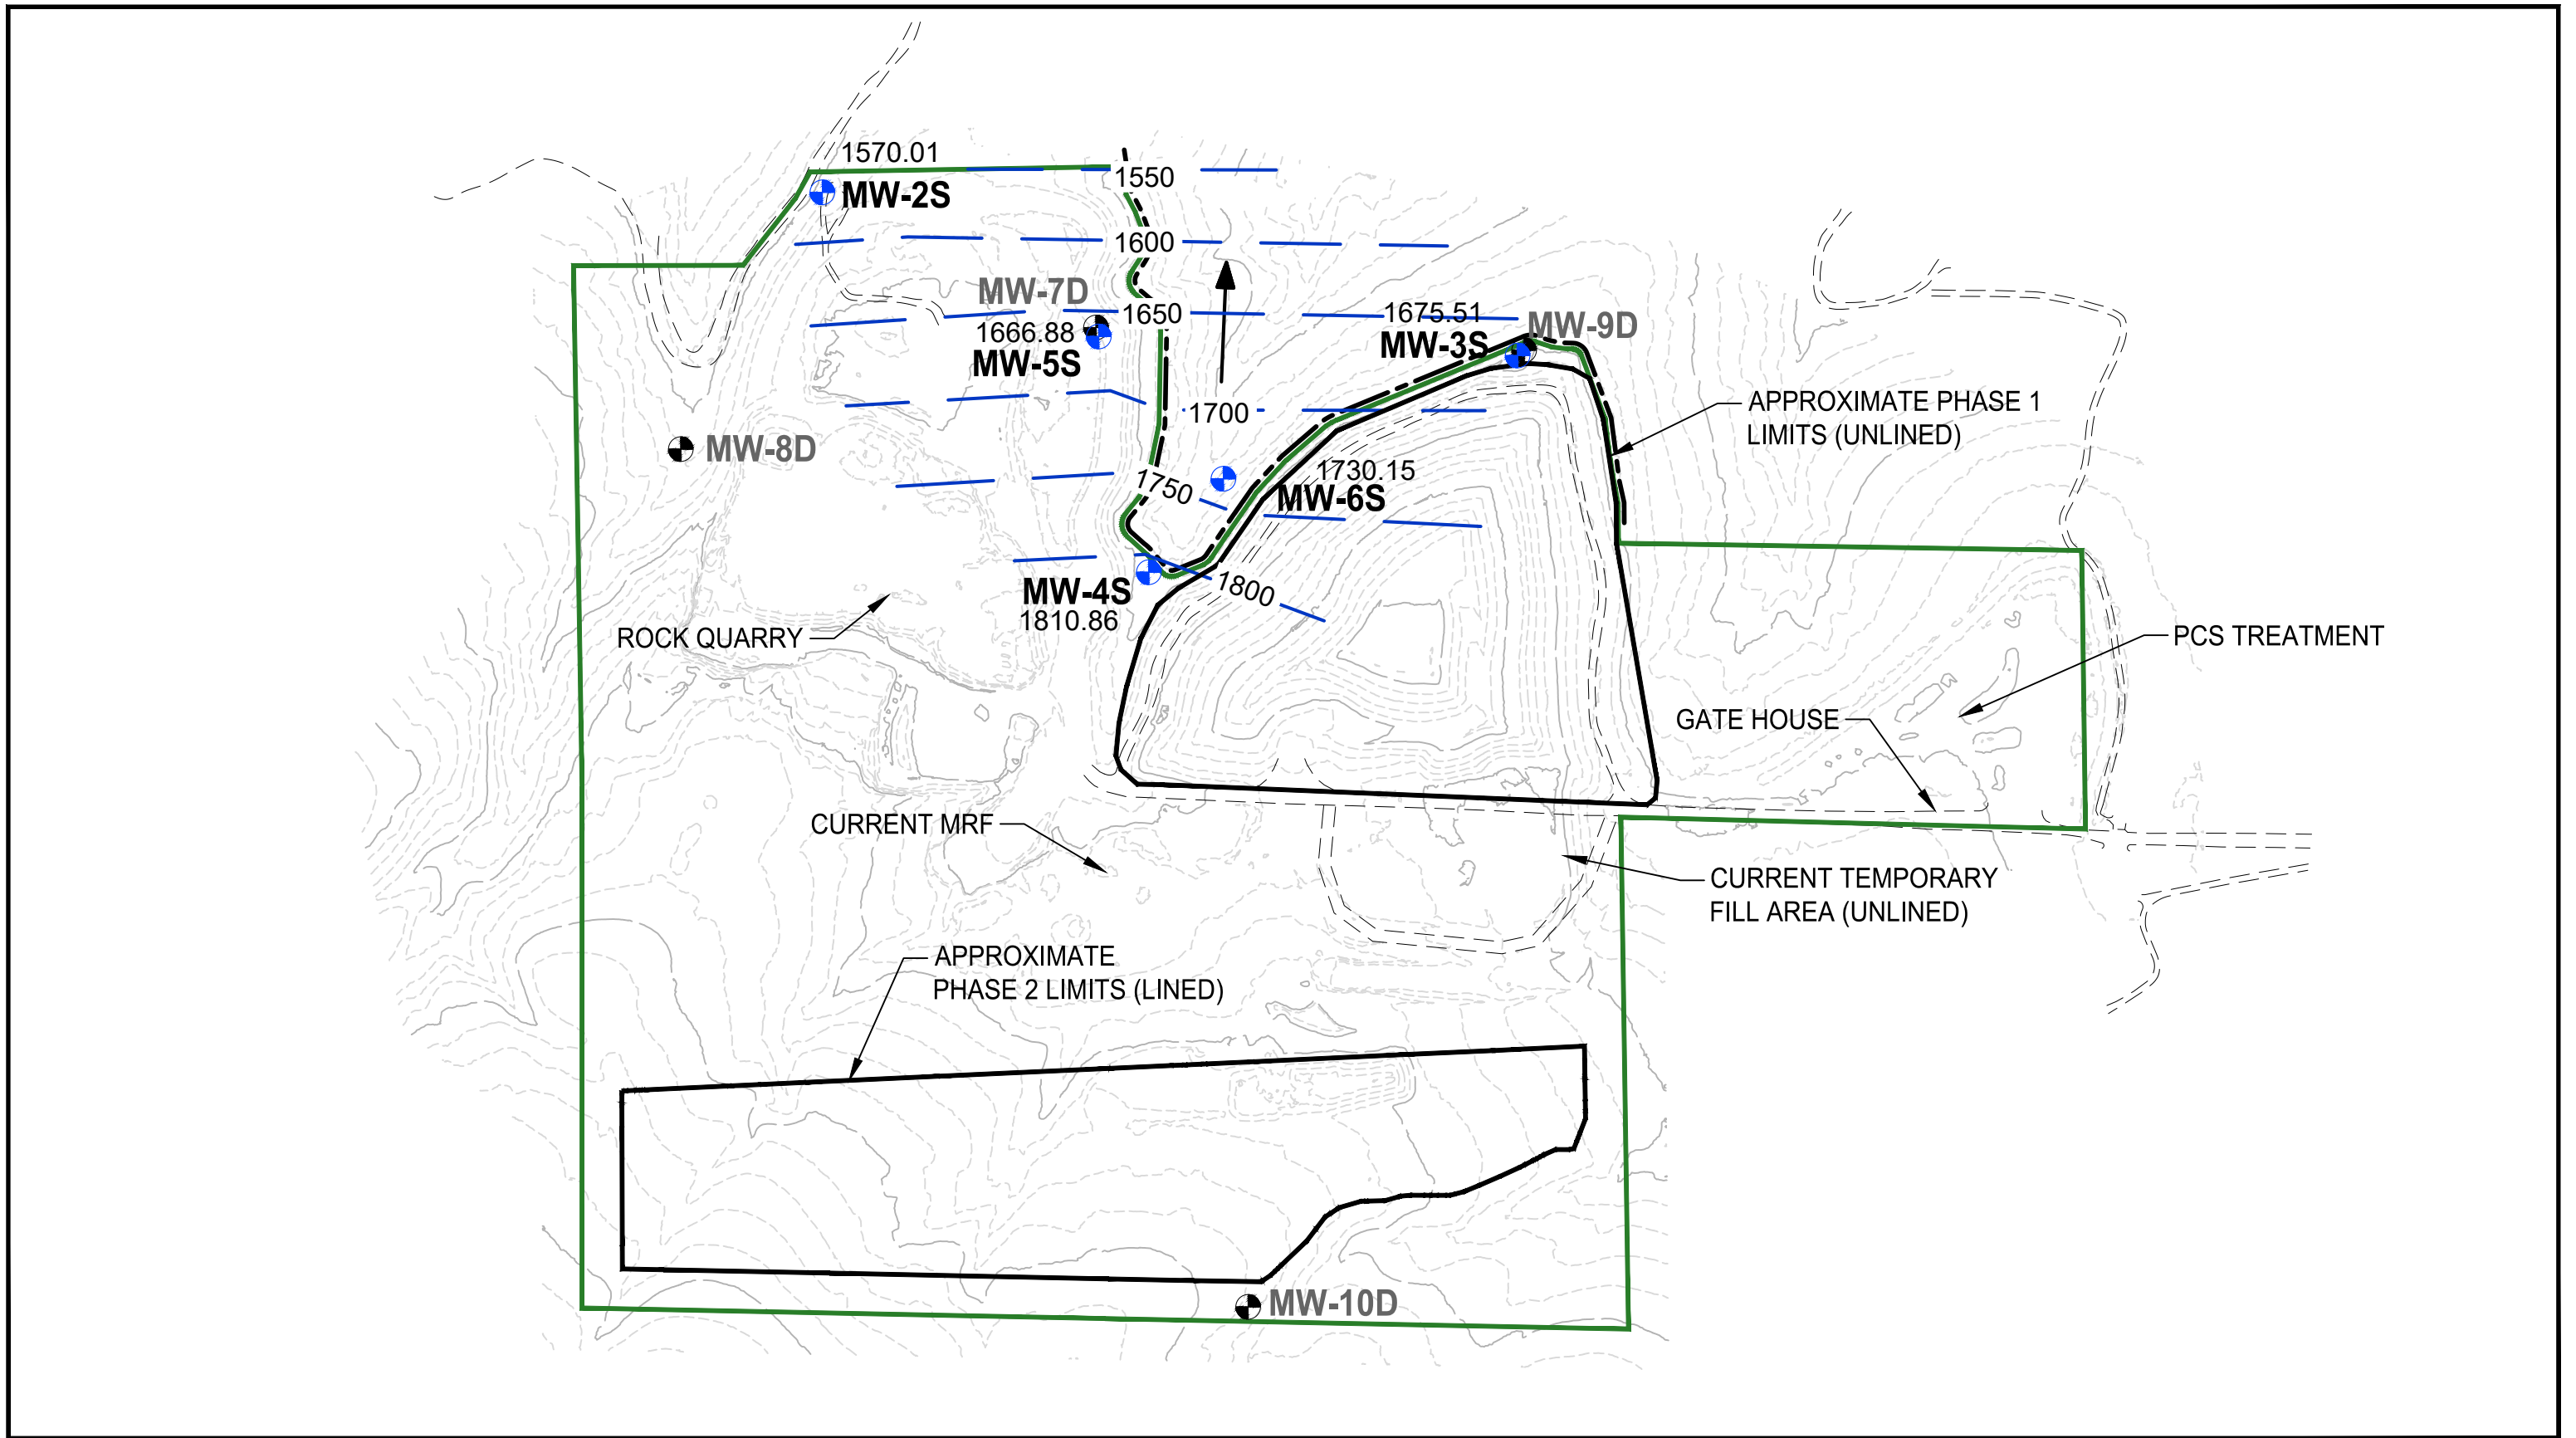 1570.01
MW-2S
1550
1600
MW-7D
1650
1666.88
MW-5S
1675.51
MW-9D
MW-3S
1700
APPROXIMATE PHASE 1
LIMITS (UNLINED)
MW-8D
1730.15
MW-6S
1750
MW-4S
1810.86
1800
ROCK QUARRY
PCS TREATMENT
GATE HOUSE
CURRENT MRF
CURRENT TEMPORARY
FILL AREA (UNLINED)
APPROXIMATE
PHASE 2 LIMITS (LINED)
MW-10D